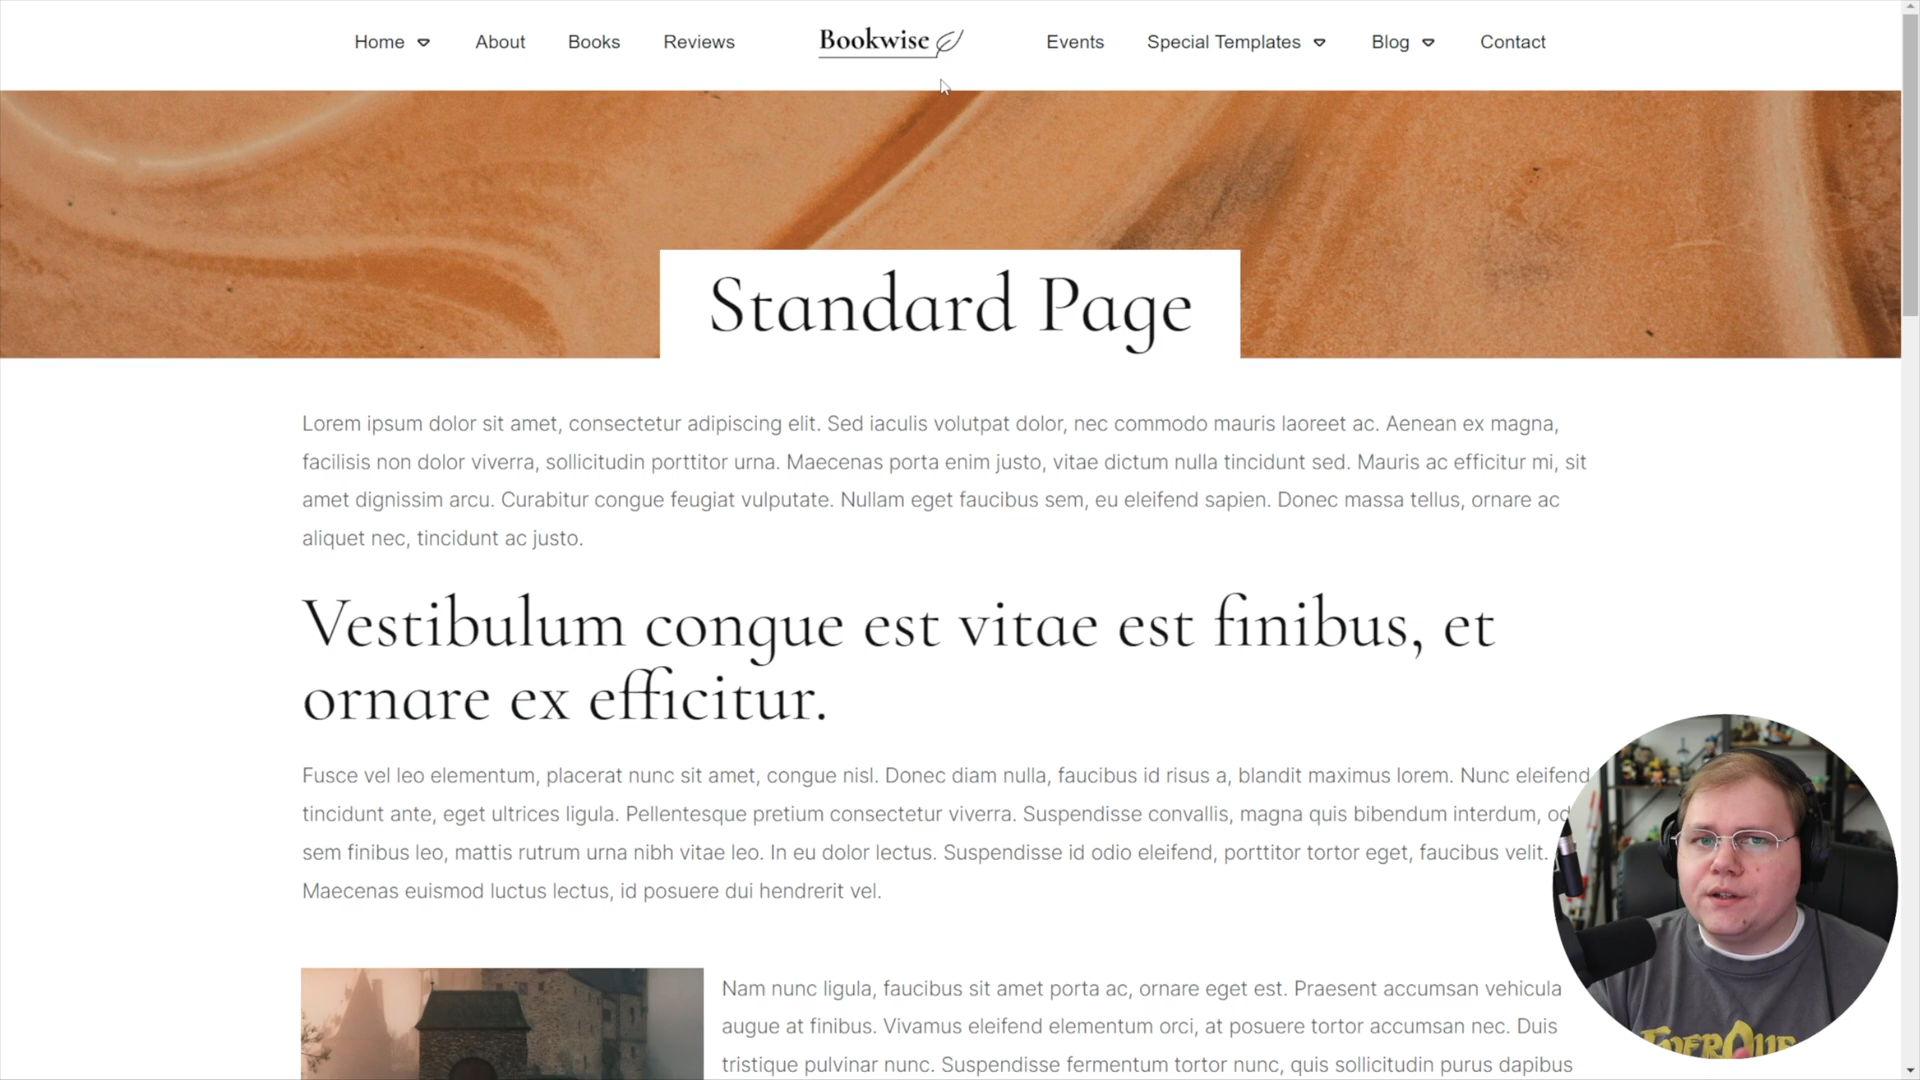 Home About Books Reviews Bookwise Events Special Templates Blog Contact
Standard Page
Lorem ipsum dolor sit amet, consectetur adipiscing elit. Sed iaculis volutpat dolor, nec commodo mauris laoreet ac. Aenean ex magna,
facilisis non dolor viverra, sollicitudin porttitor urna. Maecenas porta enim justo, vitae dictum nulla tincidunt sed. Mauris ac efficitur mi, sit
amet dignissim arcu. Curabitur congue feugiat vulputate. Nullam eget faucibus sem, eu eleifend sapien. Donec massa tellus, ornare ac
aliquet nec, tincidunt ac justo.
Vestibulum congue est vitae est finibus, et
ornare ex efficitur.
Fusce vel leo elementum, placerat nunc sit amet, congue nisl. Donec diam nulla, faucibus id risus a, blandit maximus lorem. Nunc eleifend
tincidunt ante, eget ultrices ligula. Pellentesque pretium consectetur viverra. Suspendisse convallis, magna quis bibendum interdum,
sem finibus leo, mattis rutrum urna nibh vitae leo. In eu dolor lectus. Suspendisse id odio eleifend, porttitor tortor eget, faucibus velit.
Maecenas euismod luctus lectus, id posuere dui hendrerit vel.
Nam nunc ligula, faucibus sit amet porta ac, ornare eget est. Praesent accumsan vehicula
augue at finibus. Vivamus eleifend elementum orci, at posuere tortor accumsan nec. Duis
tristique pulvinar nunc. Suspendisse fermentum tortor nunc, quis sollicitudin purus dapibus